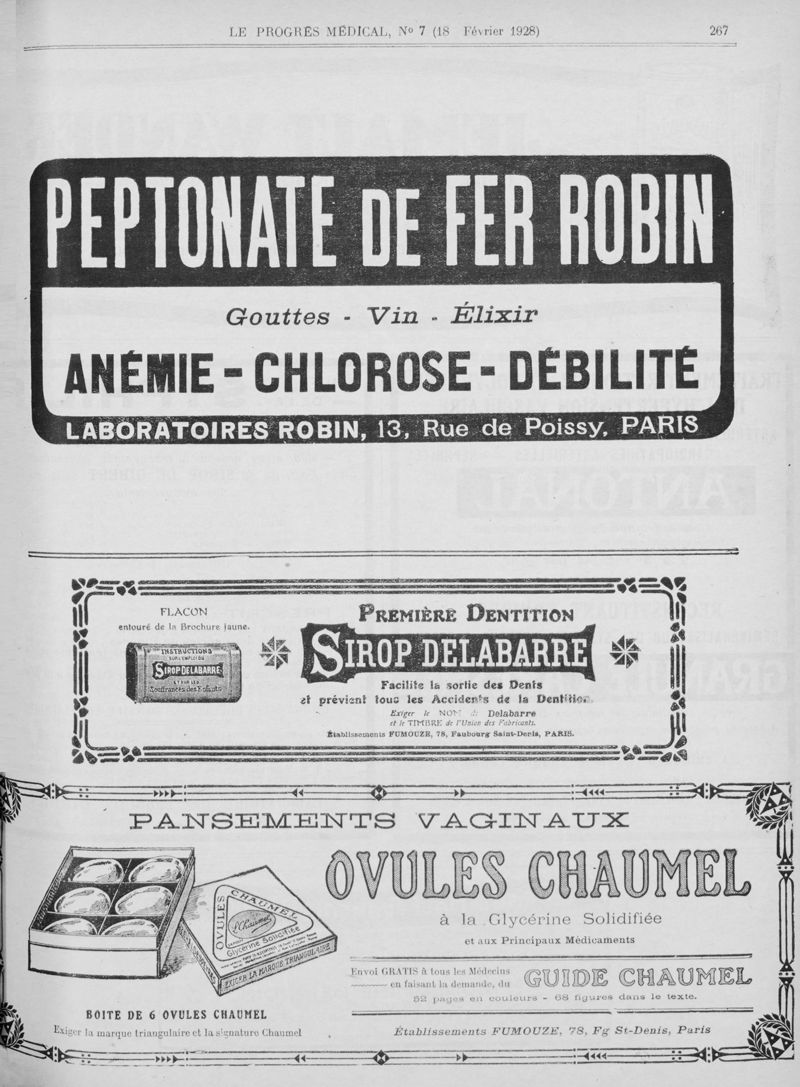 LE PROGRÈS MÉDICAL, No 7 (18 Février 1928)
267
PEPTONATE DE FER ROBIN
Gouttes - Vin - Élixir
ANÉMIE - CHLOROSE - DÉBILITÉ
LABORATOIRES ROBIN, 13, Rue de Poissy, PARIS
FLACON
entouré de la Brochure jaune.
INSTRUCTIONS
SUR L'EMPLOI DU
SIROP DELABARRE
ET SUR LES
Souffrances des Enfants
PREMIÈRE DENTITION
SIROP DELABARRE
Facilite la sortie des Dents
et prévient tous les Accidents de la Dentition.
Exiger le NOM de Delabarre
et le TIMBRE de l'Union des Fabricants.
Établissements FUMOUZE, 78, Faubourg Saint-Denis, PARIS.
PANSEMENTS VAGINAUX
OVULES CHAUMEL
à la Glycérine Solidifiée
et aux Principaux Médicaments
OVULES CHAUMEL
Glycérine Solidifiée
EXIGER LA MARQUE TRIANGULAIRE
Envoi GRATIS à tous les Médecins
en faisant la demande, du
GUIDE CHAUMEL
52 pages en couleurs - 68 figures dans le texte.
BOITE DE 6 OVULES CHAUMEL
Exiger la marque triangulaire et la signature Chaumel
Établissements FUMOUZE, 78, Fg St-Denis, Paris